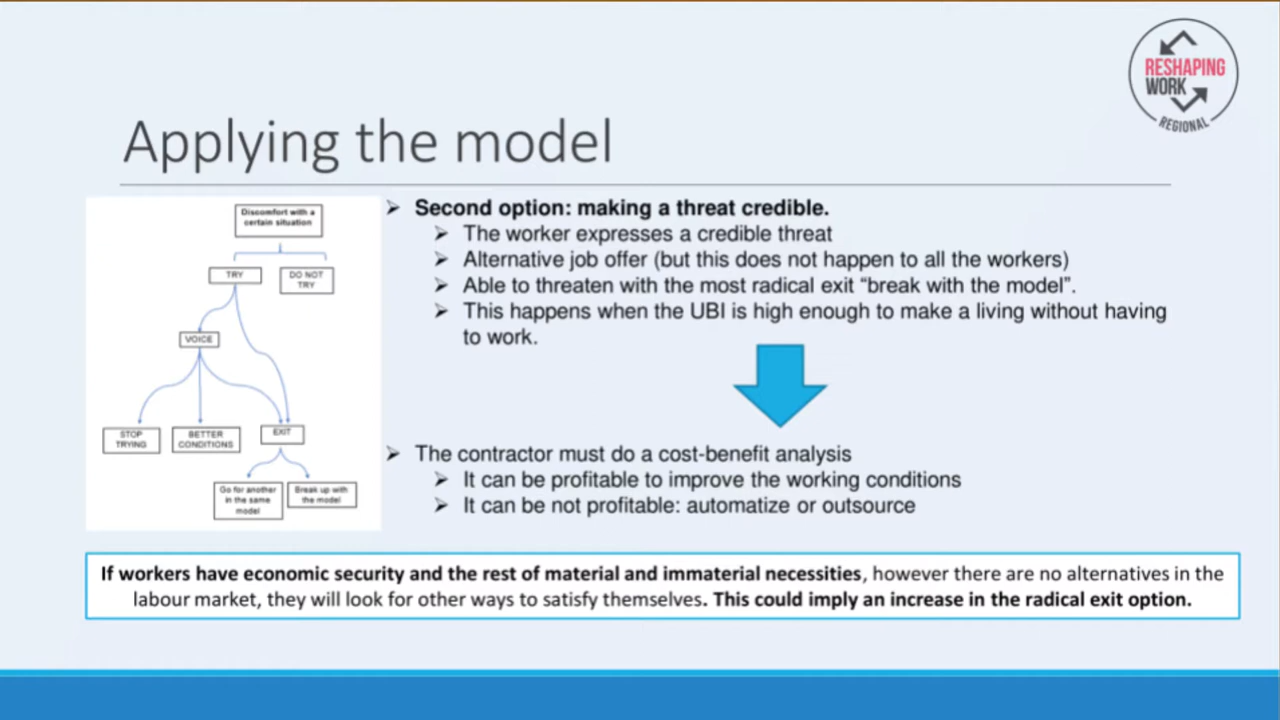 RESHAPING
WORK
REGIONAL
Applying the model
Discomfort with a
certain situation
TRY
DO NOT
TRY
VOICE
STOP
TRYING
BETTER
CONDITIONS
EXIT
Go for another
in the same
model
Break up with
the model
Second option: making a threat credible.
The worker expresses a credible threat
Alternative job offer (but this does not happen to all the workers)
Able to threaten with the most radical exit “break with the model”.
This happens when the UBI is high enough to make a living without having
to work.
The contractor must do a cost-benefit analysis
It can be profitable to improve the working conditions
It can be not profitable: automatize or outsource
If workers have economic security and the rest of material and immaterial necessities, however there are no alternatives in the
labour market, they will look for other ways to satisfy themselves. This could imply an increase in the radical exit option.